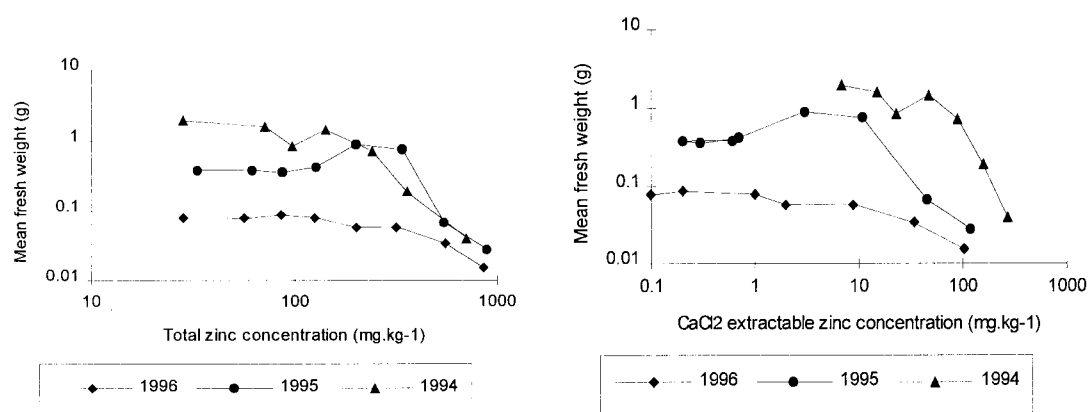 10
1
0.1
0.01
Mean fresh weight (g)
10 100 1000
Total zinc concentration (mg.kg-1)
1996 1995 1994
10
1
0.1
0.01
Mean fresh weight (g)
0.1 1 10 100 1000
CaCl2 extractable zinc concentration (mg.kg-1)
1996 1995 1994